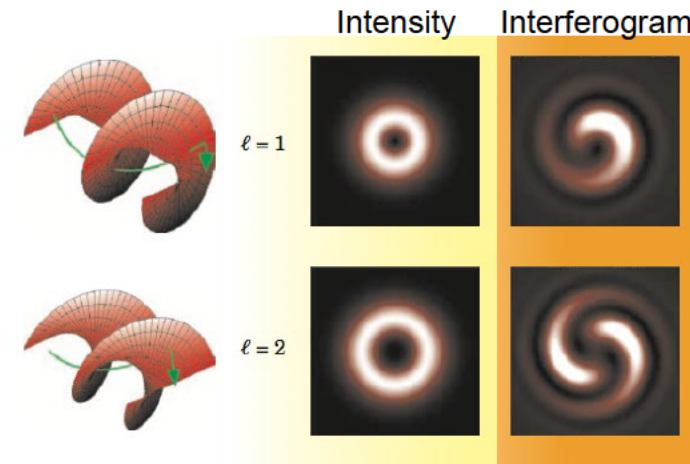 Intensity Interferogram
ℓ = 1
ℓ = 2